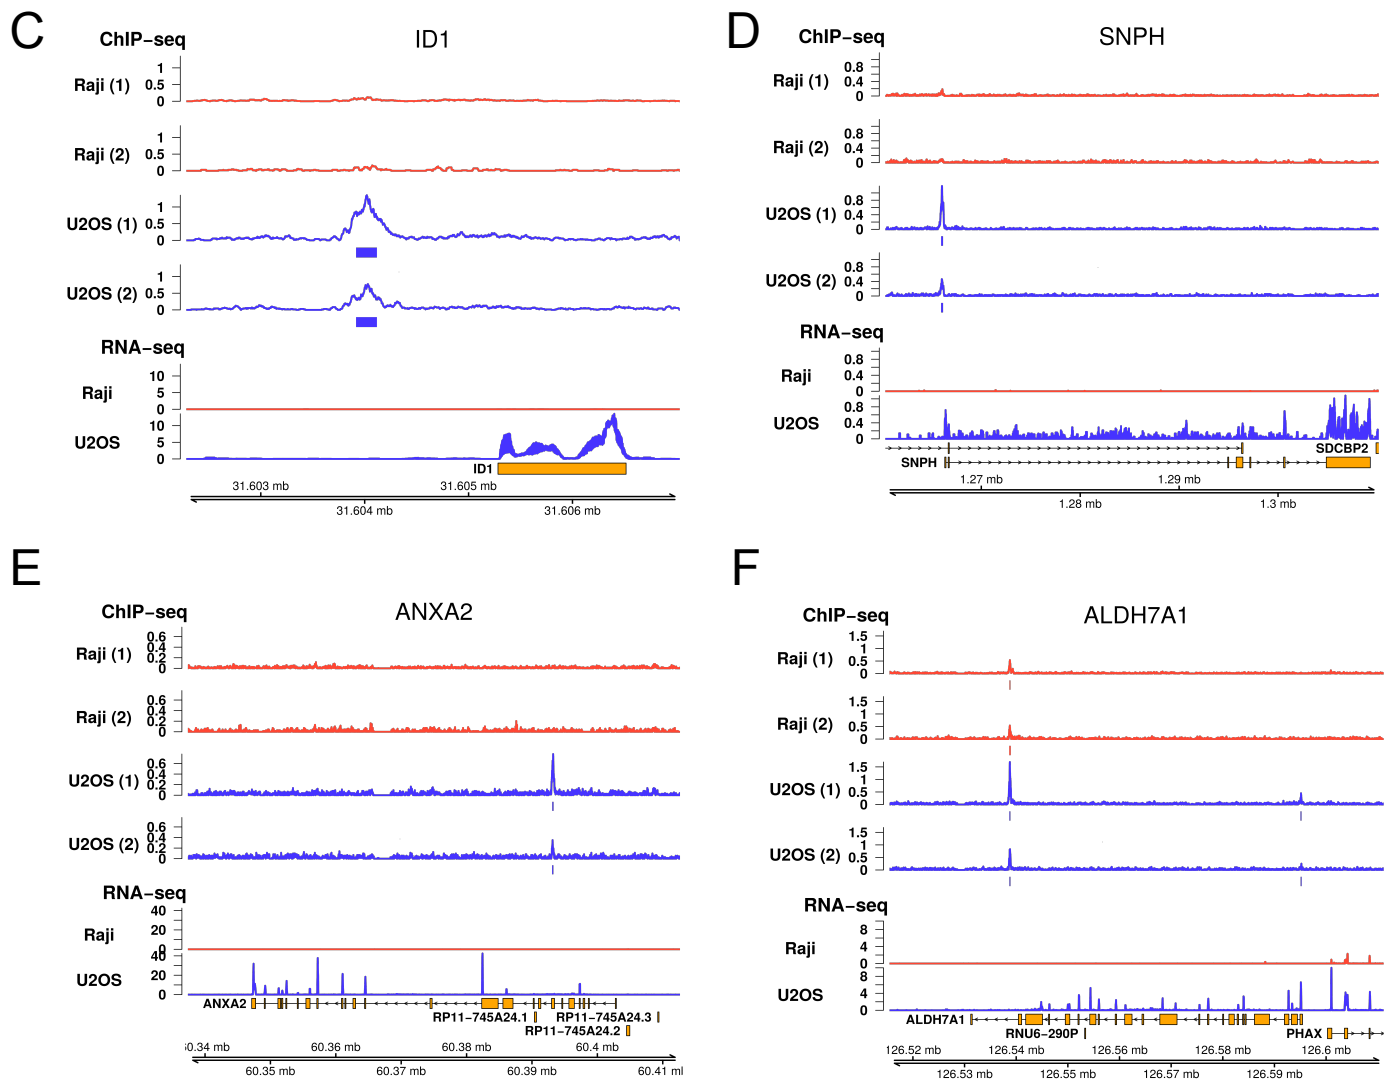 C
ChIP−seq
ID1
Raji (1)
1
0.5
0
Raji (2)
1
0.5
0
U2OS (1)
1
0.5
0
U2OS (2)
1
0.5
0
RNA−seq
Raji
10
5
0
U2OS
10
5
0
ID1
31.603 mb
31.605 mb
31.604 mb
31.606 mb
D
ChIP−seq
SNPH
Raji (1)
0.8
0.4
0
Raji (2)
0.8
0.4
0
U2OS (1)
0.8
0.4
0
U2OS (2)
0.8
0.4
0
RNA−seq
Raji
0.8
0.4
0
U2OS
0.8
0.4
0
SDCBP2
SNPH
1.27 mb
1.29 mb
1.28 mb
1.3 mb
E
ChIP−seq
ANXA2
Raji (1)
0.6
0.4
0.2
0
Raji (2)
0.6
0.4
0.2
0
U2OS (1)
0.6
0.4
0.2
0
U2OS (2)
0.6
0.4
0.2
0
RNA−seq
Raji
40
20
0
U2OS
40
20
0
ANXA2
RP11−745A24.1
RP11−745A24.3
RP11−745A24.2
60.34 mb
60.36 mb
60.38 mb
60.4 mb
60.35 mb
60.37 mb
60.39 mb
60.41 ml
F
ChIP−seq
ALDH7A1
Raji (1)
1.5
1
0.5
0
Raji (2)
1.5
1
0.5
0
U2OS (1)
1.5
1
0.5
0
U2OS (2)
1.5
1
0.5
0
RNA−seq
Raji
8
4
0
U2OS
8
4
0
ALDH7A1
RNU6−290P
PHAX
126.52 mb
126.54 mb
126.56 mb
126.58 mb
126.6 mb
126.53 mb
126.55 mb
126.57 mb
126.59 mb